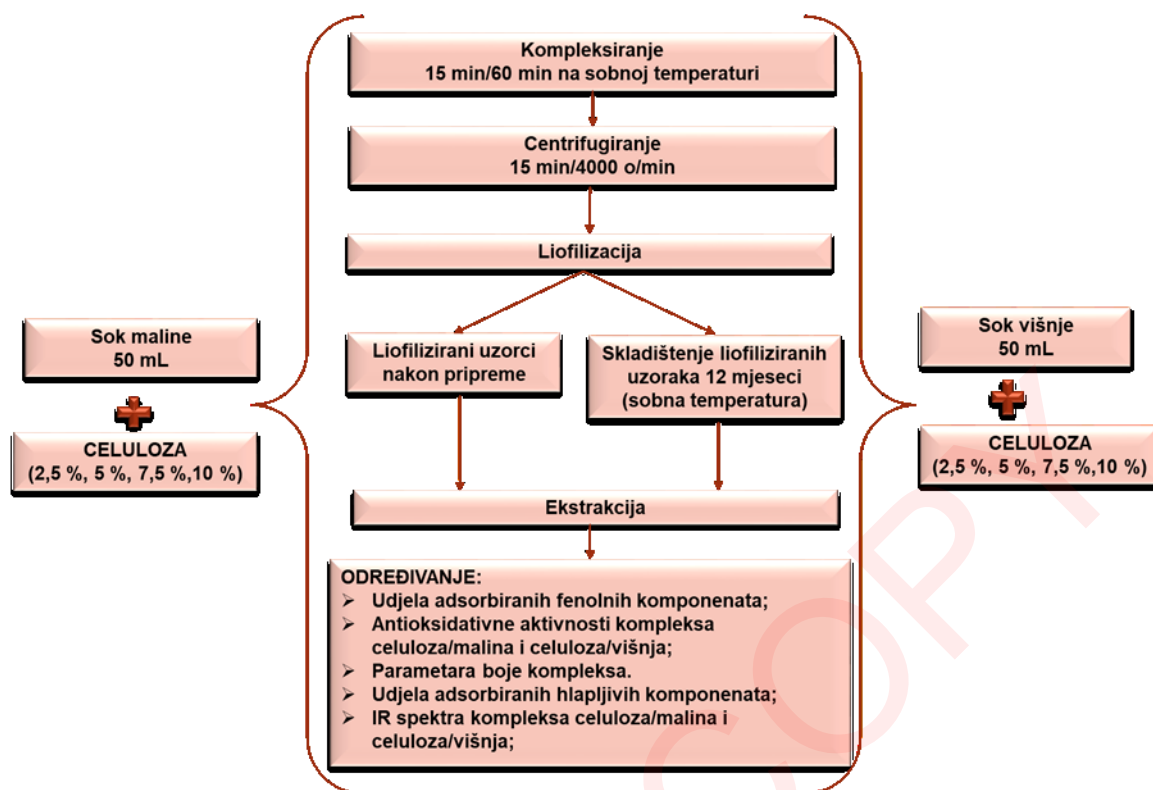 Kompleksiranje
15 min/60 min na sobnoj temperaturi
Centrifugiranje
15 min/4000 o/min
Liofilizacija
Sok maline
50 mL
CELULOZA
(2,5 %, 5 %, 7,5 %,10 %)
Liofilizirani uzorci
nakon pripreme
Skladištenje liofiliziranih
uzoraka 12 mjeseci
(sobna temperatura)
Sok višnje
50 mL
CELULOZA
(2,5 %, 5 %, 7,5 %,10 %)
Ekstrakcija
ODREĐIVANJE:
➢ Udjela adsorbiranih fenolnih komponenata;
➢ Antioksidativne aktivnosti kompleksa
celuloza/malina i celuloza/višnja;
➢ Parametara boje kompleksa.
➢ Udjela adsorbiranih hlapljivih komponenata;
➢ IR spektra kompleksa celuloza/malina i
celuloza/višnja;
COPY